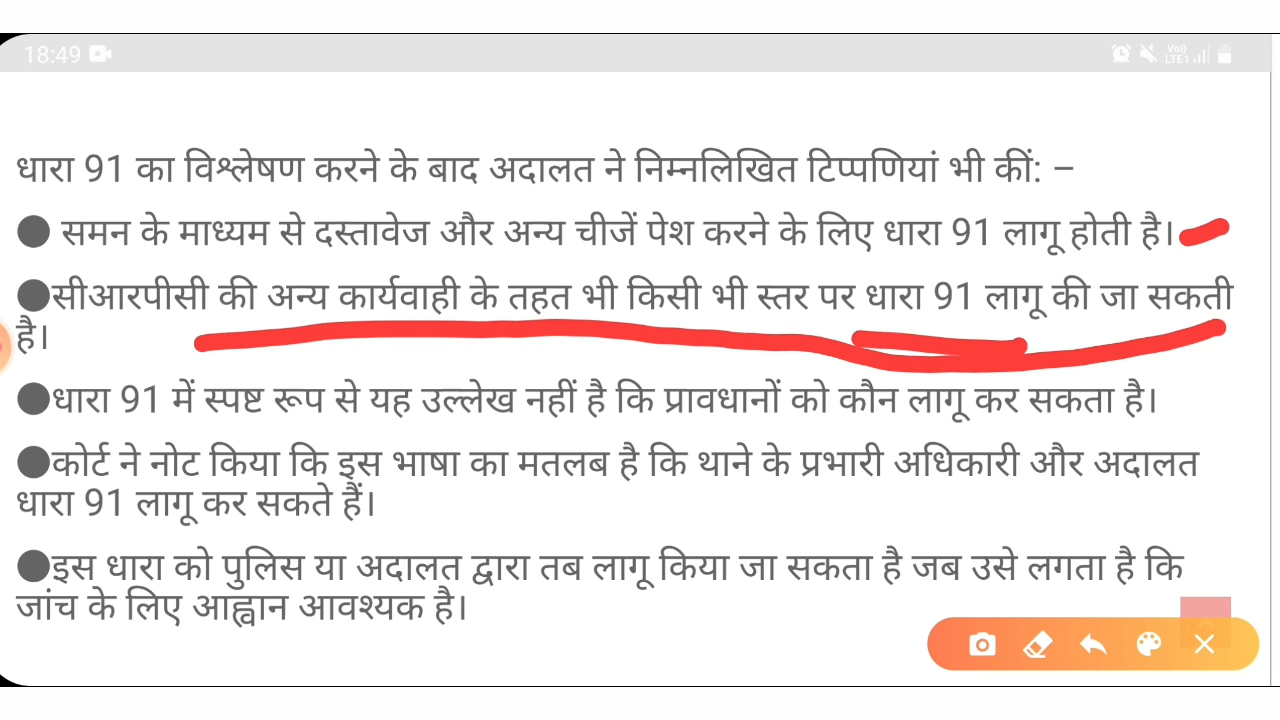 18:49
Vo)) LTE1
धारा 91 का विश्लेषण करने के बाद अदालत ने निम्नलिखित टिप्पणियां भी कीं: –
● समन के माध्यम से दस्तावेज और अन्य चीजें पेश करने के लिए धारा 91 लागू होती है।
●सीआरपीसी की अन्य कार्यवाही के तहत भी किसी भी स्तर पर धारा 91 लागू की जा सकती
है।
●धारा 91 में स्पष्ट रूप से यह उल्लेख नहीं है कि प्रावधानों को कौन लागू कर सकता है।
●कोर्ट ने नोट किया कि इस भाषा का मतलब है कि थाने के प्रभारी अधिकारी और अदालत
धारा 91 लागू कर सकते हैं।
●इस धारा को पुलिस या अदालत द्वारा तब लागू किया जा सकता है जब उसे लगता है कि
जांच के लिए आह्वान आवश्यक है।